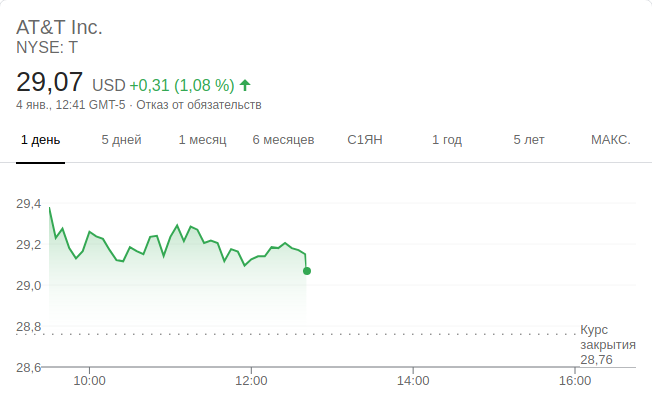 AT&T Inc.
NYSE: T
29,07 USD +0,31 (1,08 %)
4 янв., 12:41 GMT-5 · Отказ от обязательств
1 день 5 дней 1 месяц 6 месяцев С1ЯН 1 год 5 лет МАКС.
29,4
29,2
29,0
28,8
Курс
закрытия
28,76
28,6
10:00 12:00 14:00 16:00